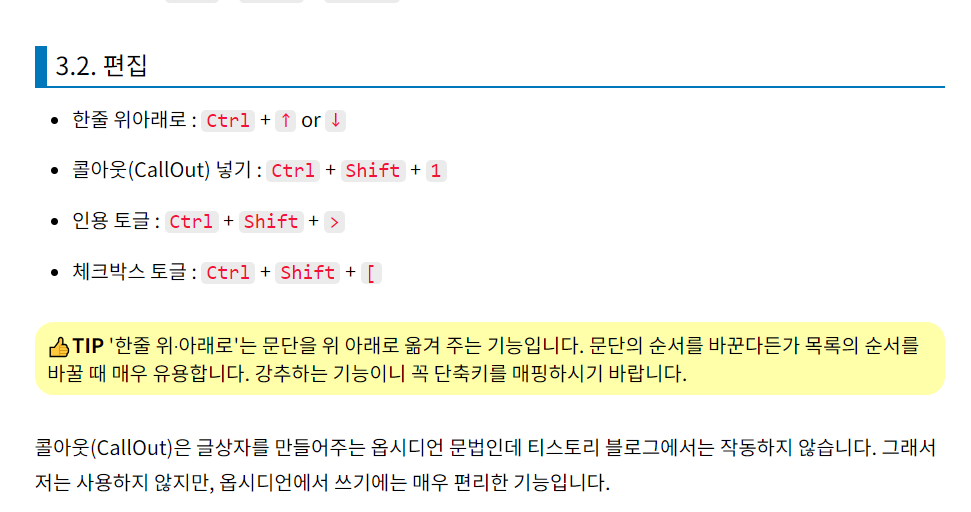 3.2. 편집
한줄 위아래로 : Ctrl + ↑ or ↓
콜아웃(CallOut) 넣기 : Ctrl + Shift + 1
인용 토글 : Ctrl + Shift + >
체크박스 토글 : Ctrl + Shift + [
👍TIP '한줄 위·아래로'는 문단을 위 아래로 옮겨 주는 기능입니다. 문단의 순서를 바꾼다든가 목록의 순서를
바꿀 때 매우 유용합니다. 강추하는 기능이니 꼭 단축키를 매핑하시기 바랍니다.
콜아웃(CallOut)은 글상자를 만들어주는 옵시디언 문법인데 티스토리 블로그에서는 작동하지 않습니다. 그래서
저는 사용하지 않지만, 옵시디언에서 쓰기에는 매우 편리한 기능입니다.